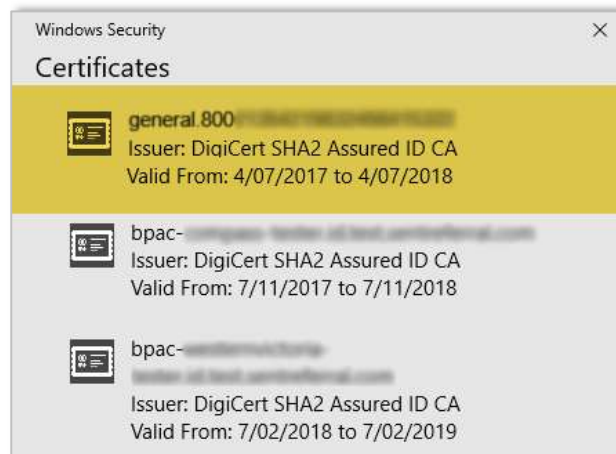 Windows Security
Certificates
general.800
Issuer: DigiCert SHA2 Assured ID CA
Valid From: 4/07/2017 to 4/07/2018
bpac-
Issuer: DigiCert SHA2 Assured ID CA
Valid From: 7/11/2017 to 7/11/2018
bpac-
Issuer: DigiCert SHA2 Assured ID CA
Valid From: 7/02/2018 to 7/02/2019